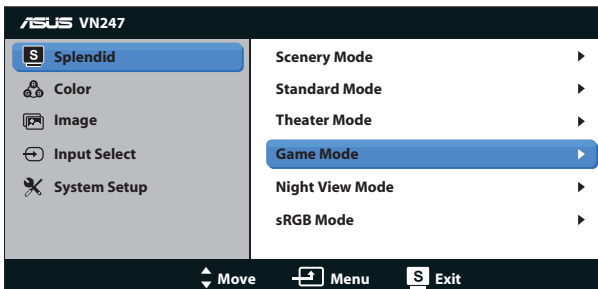 ASUS VN247
S Splendid
Color
Image
Input Select
System Setup
Scenery Mode
Standard Mode
Theater Mode
Game Mode
Night View Mode
sRGB Mode
Move Menu S Exit